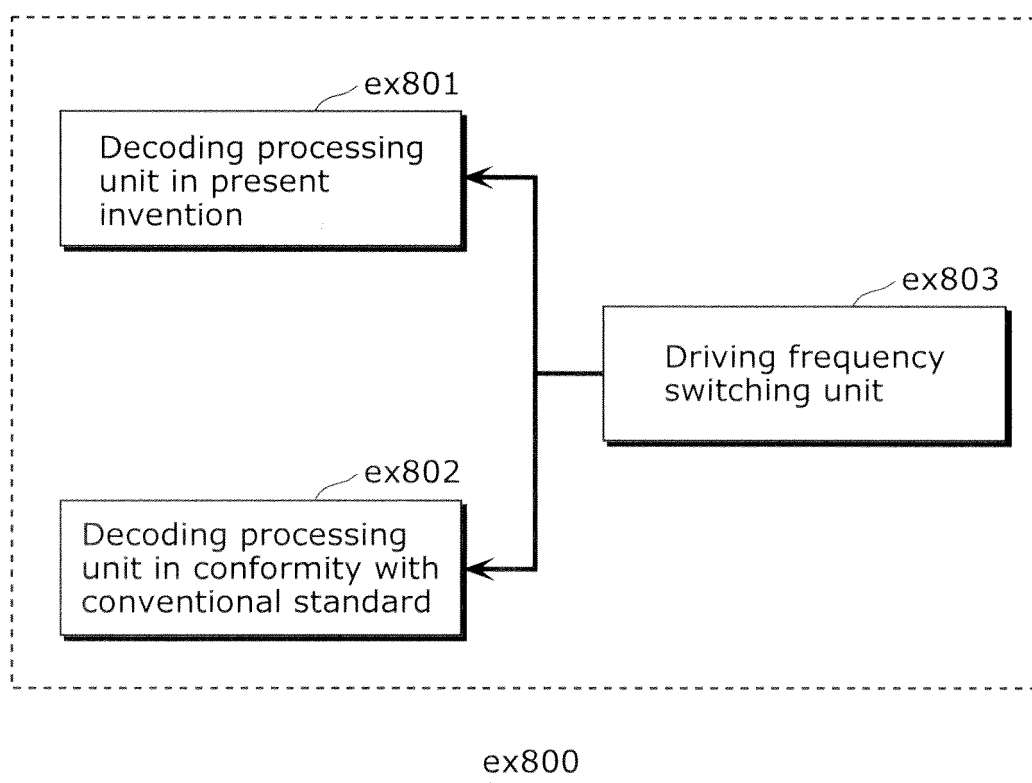 ex801
Decoding processing
unit in present
invention
ex803
Driving frequency
switching unit
ex802
Decoding processing
unit in conformity with
conventional standard
ex800